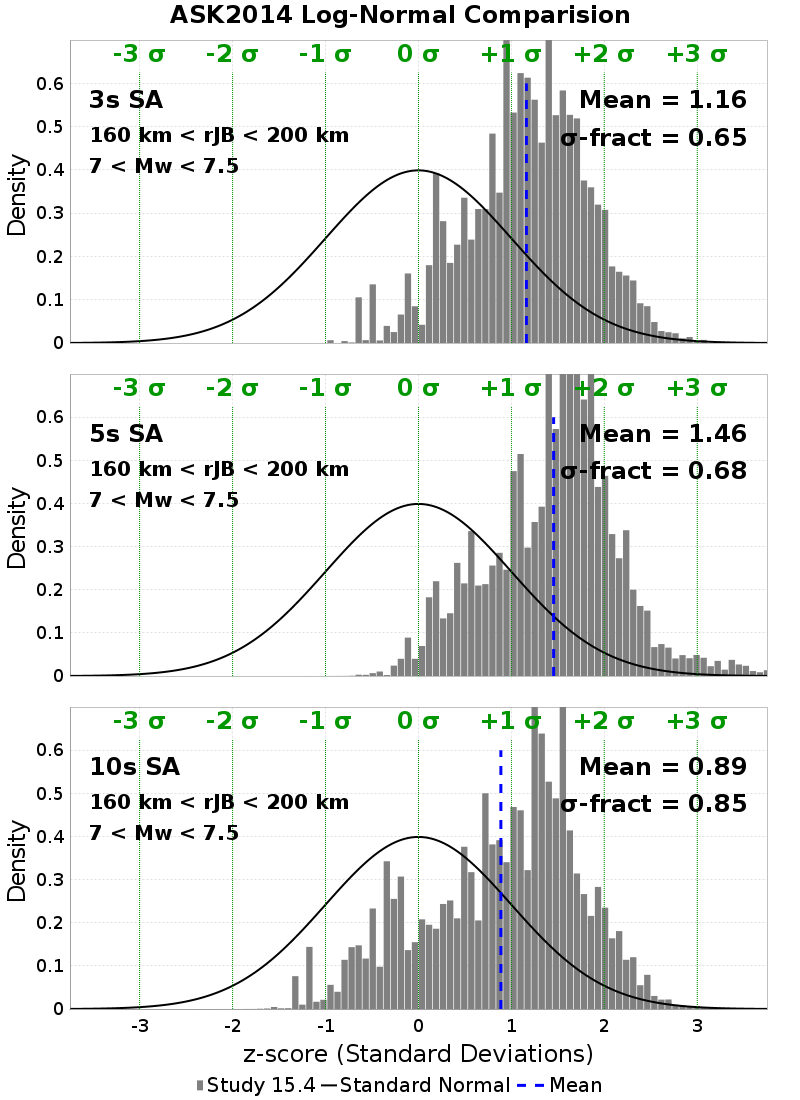 ASK2014 Log-Normal Comparision
-3 σ -2 σ -1 σ 0 σ +1 σ +2 σ +3 σ
3s SA
Mean = 1.16
160 km < rJB < 200 km
σ-fract = 0.65
7 < Mw < 7.5
Density
0.6
0.5
0.4
0.3
0.2
0.1
0
-3 σ -2 σ -1 σ 0 σ +1 σ +2 σ +3 σ
5s SA
Mean = 1.46
160 km < rJB < 200 km
σ-fract = 0.68
7 < Mw < 7.5
Density
0.6
0.5
0.4
0.3
0.2
0.1
0
-3 σ -2 σ -1 σ 0 σ +1 σ +2 σ +3 σ
10s SA
Mean = 0.89
160 km < rJB < 200 km
σ-fract = 0.85
7 < Mw < 7.5
Density
0.6
0.5
0.4
0.3
0.2
0.1
0
-3 -2 -1 0 1 2 3
z-score (Standard Deviations)
Study 15.4 Standard Normal Mean